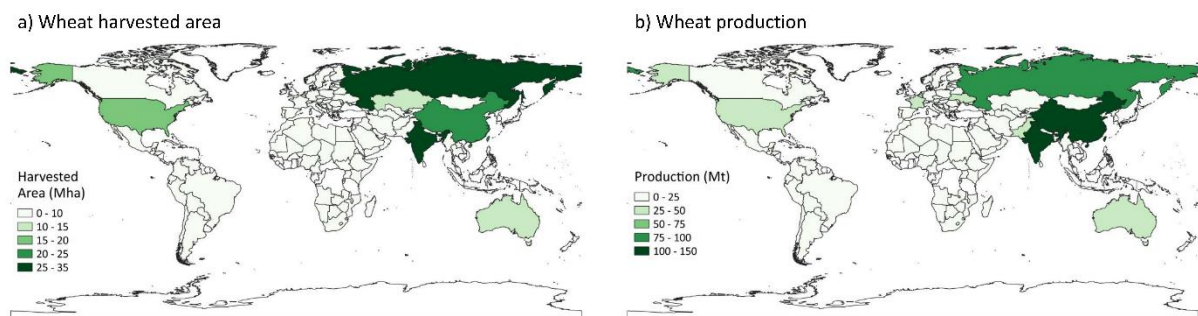 a) Wheat harvested area
Harvested
Area (Mha)
0 - 10
10 - 15
15 - 20
20 - 25
25 - 35
b) Wheat production
Production (Mt)
0 - 25
25 - 50
50 - 75
75 - 100
100 - 150